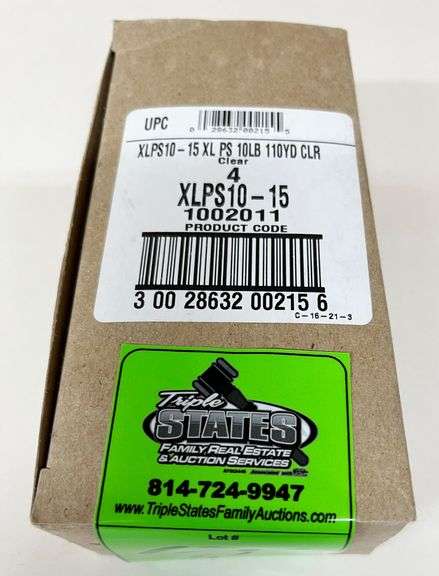 UPC
0 28632 00215 5
XLPS10-15 XL PS 10LB 110YD CLR
Clear
4
XLPS10-15
1002011
PRODUCT CODE
3 00 28632 00215 6
C-16-21-3
Triple
STATES
FAMILY REAL ESTATE
& AUCTION SERVICES
814-724-9947
www.TripleStatesFamilyAuctions.com
Lot #